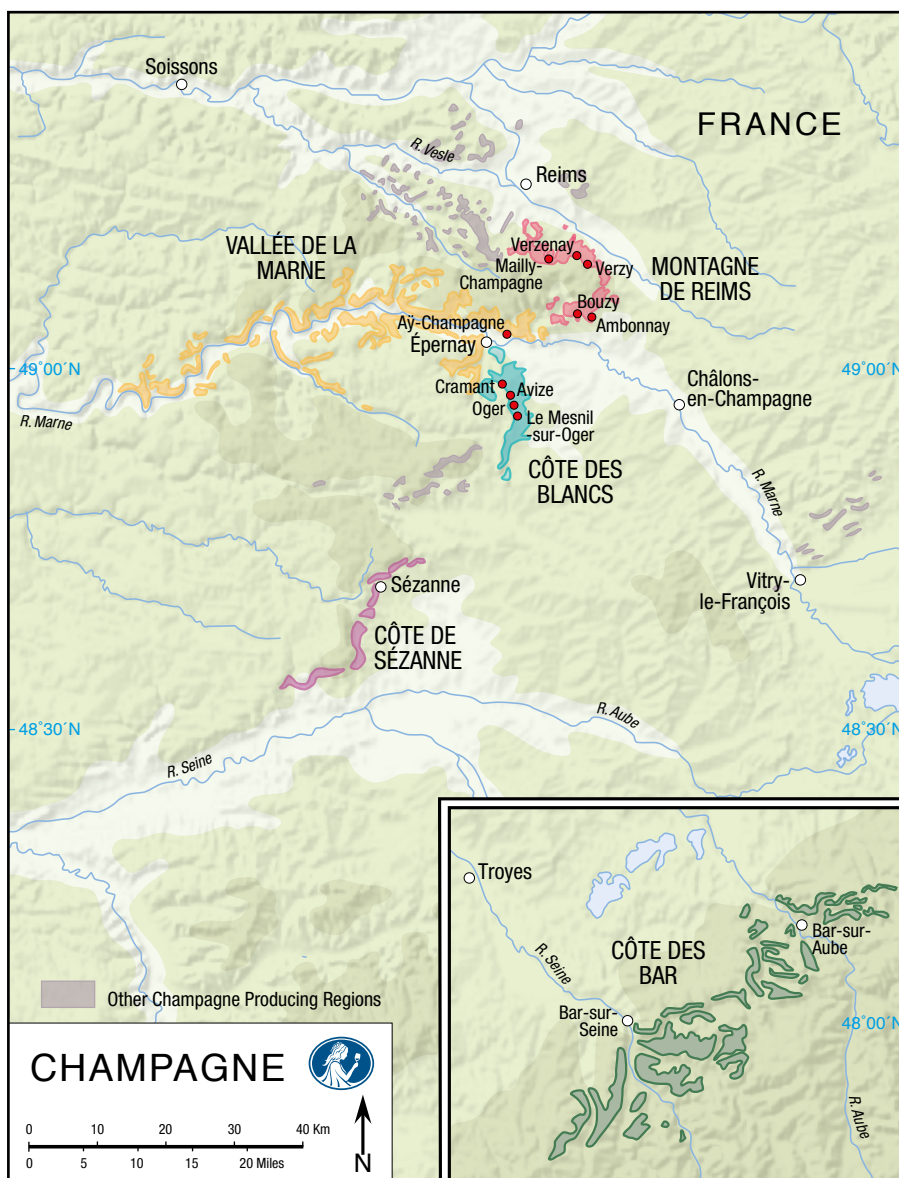 Soissons
FRANCE
R. Vesle
Reims
VALLÉE DE LA
MARNE
Verzenay
Mailly-
Champagne
Verzy
MONTAGNE
DE REIMS
Bouzy
Ambonnay
Aÿ-Champagne
Épernay
49°00´N
49°00´N
Châlons-
en-Champagne
Cramant
Avize
Oger
Le Mesnil
-sur-Oger
R. Marne
CÔTE DES
BLANCS
R. Marne
Sézanne
Vitry-
le-François
CÔTE DE
SÉZANNE
R. Aube
48°30´N
48°30´N
R. Seine
Troyes
Bar-sur-
Aube
CÔTE DES
BAR
R. Seine
Bar-sur-
Seine
48°00´N
R. Aube
Other Champagne Producing Regions
CHAMPAGNE
0 10 20 30 40 Km
0 5 10 15 20 Miles
N